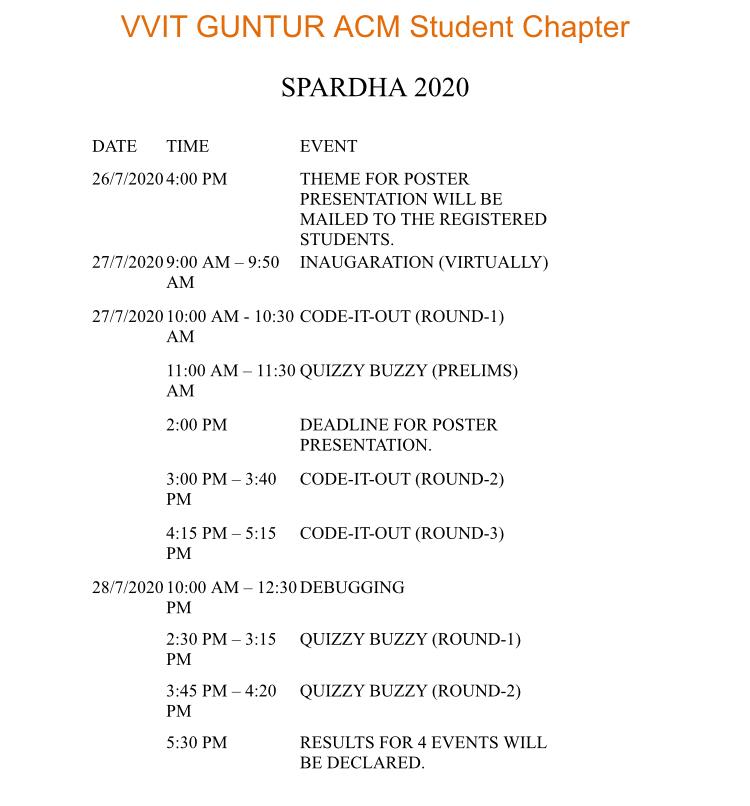 VVIT GUNTUR ACM Student Chapter
SPARDHA 2020
DATE TIME EVENT
26/7/2020 4:00 PM THEME FOR POSTER
PRESENTATION WILL BE
MAILED TO THE REGISTERED
STUDENTS.
27/7/2020 9:00 AM – 9:50 INAUGARATION (VIRTUALLY)
AM
27/7/2020 10:00 AM - 10:30 CODE-IT-OUT (ROUND-1)
AM
11:00 AM – 11:30 QUIZZY BUZZY (PRELIMS)
AM
2:00 PM DEADLINE FOR POSTER
PRESENTATION.
3:00 PM – 3:40 CODE-IT-OUT (ROUND-2)
PM
4:15 PM – 5:15 CODE-IT-OUT (ROUND-3)
PM
28/7/2020 10:00 AM – 12:30 DEBUGGING
PM
2:30 PM – 3:15 QUIZZY BUZZY (ROUND-1)
PM
3:45 PM – 4:20 QUIZZY BUZZY (ROUND-2)
PM
5:30 PM RESULTS FOR 4 EVENTS WILL
BE DECLARED.